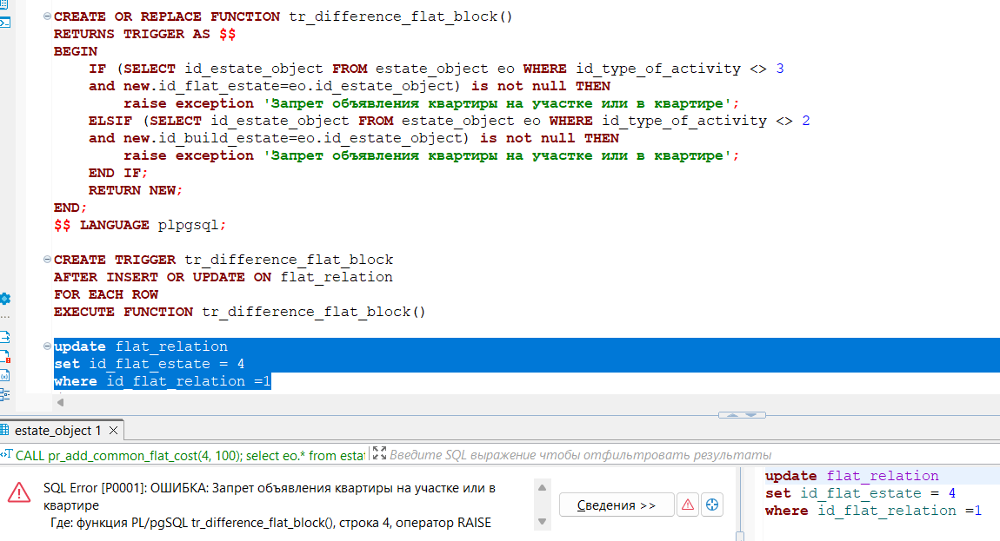 CREATE OR REPLACE FUNCTION tr_difference_flat_block()
RETURNS TRIGGER AS $$
BEGIN
    IF (SELECT id_estate_object FROM estate_object eo WHERE id_type_of_activity <> 3
    and new.id_flat_estate=eo.id_estate_object) is not null THEN
        raise exception 'Запрет объявления квартиры на участке или в квартире';
    ELSIF (SELECT id_estate_object FROM estate_object eo WHERE id_type_of_activity <> 2
    and new.id_build_estate=eo.id_estate_object) is not null THEN
        raise exception 'Запрет объявления квартиры на участке или в квартире';
    END IF;
    RETURN NEW;
END;
$$ LANGUAGE plpgsql;
CREATE TRIGGER tr_difference_flat_block
AFTER INSERT OR UPDATE ON flat_relation
FOR EACH ROW
EXECUTE FUNCTION tr_difference_flat_block()
update flat_relation
set id_flat_estate = 4
where id_flat_relation =1
estate_object 1
CALL pr_add_common_flat_cost(4, 100); select eo.* from esta
Введите SQL выражение чтобы отфильтровать результаты
SQL Error [P0001]: ОШИБКА: Запрет объявления квартиры на участке или в
квартире
Где: функция PL/pgSQL tr_difference_flat_block(), строка 4, оператор RAISE
Сведения >>
update flat_relation
set id_flat_estate = 4
where id_flat_relation =1